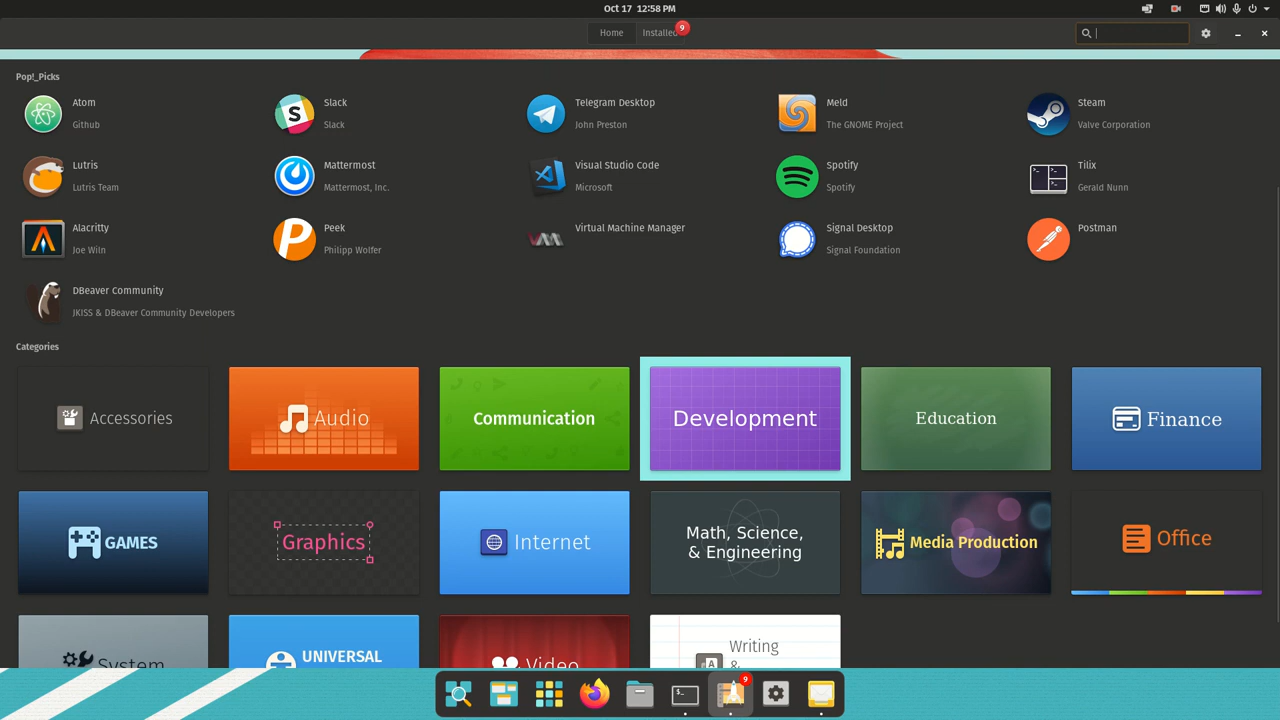 Oct 17 12:58 PM
Home
Installed
9
Pop!_Picks
Atom
Github
Slack
Slack
Telegram Desktop
John Preston
Meld
The GNOME Project
Steam
Valve Corporation
Lutris
Lutris Team
Mattermost
Mattermost, Inc.
Visual Studio Code
Microsoft
Spotify
Spotify
Tilix
Gerald Nunn
Alacritty
Joe Wiln
Peek
Philipp Wolfer
Virtual Machine Manager
Signal Desktop
Signal Foundation
Postman
DBeaver Community
JKISS & DBeaver Community Developers
Categories
Accessories
Audio
Communication
Development
Education
Finance
GAMES
Graphics
Internet
Math, Science,
& Engineering
Media Production
Office
System
UNIVERSAL
Video
Writing
&
9